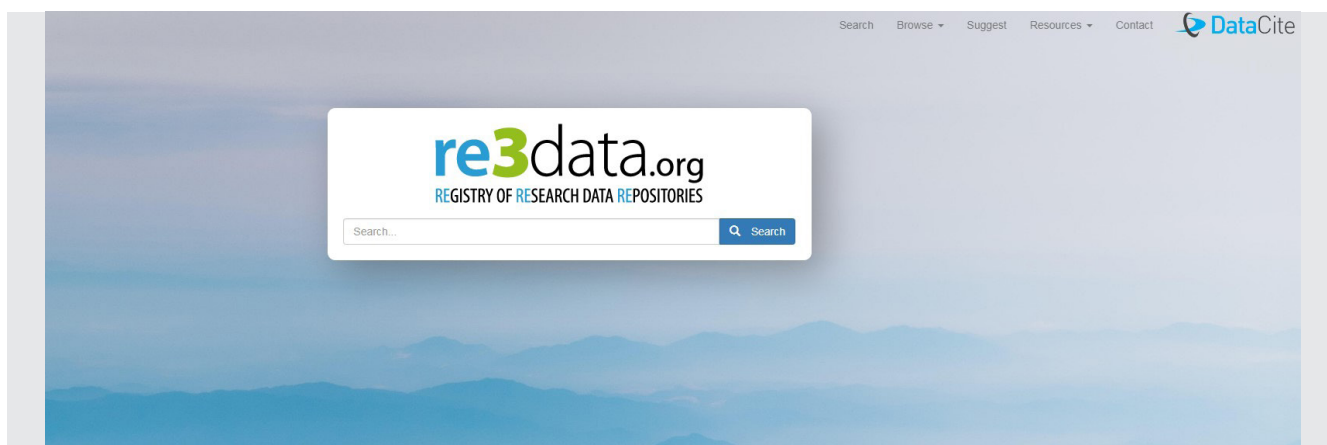 Search Browse Suggest Resources Contact DataCite
re3data.org
REGISTRY OF RESEARCH DATA REPOSITORIES
Search... Search